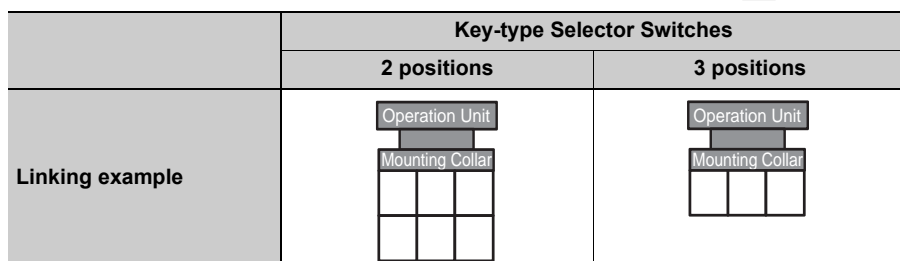 Key-type Selector Switches
2 positions
3 positions
Linking example
Operation Unit
Mounting Collar
Operation Unit
Mounting Collar